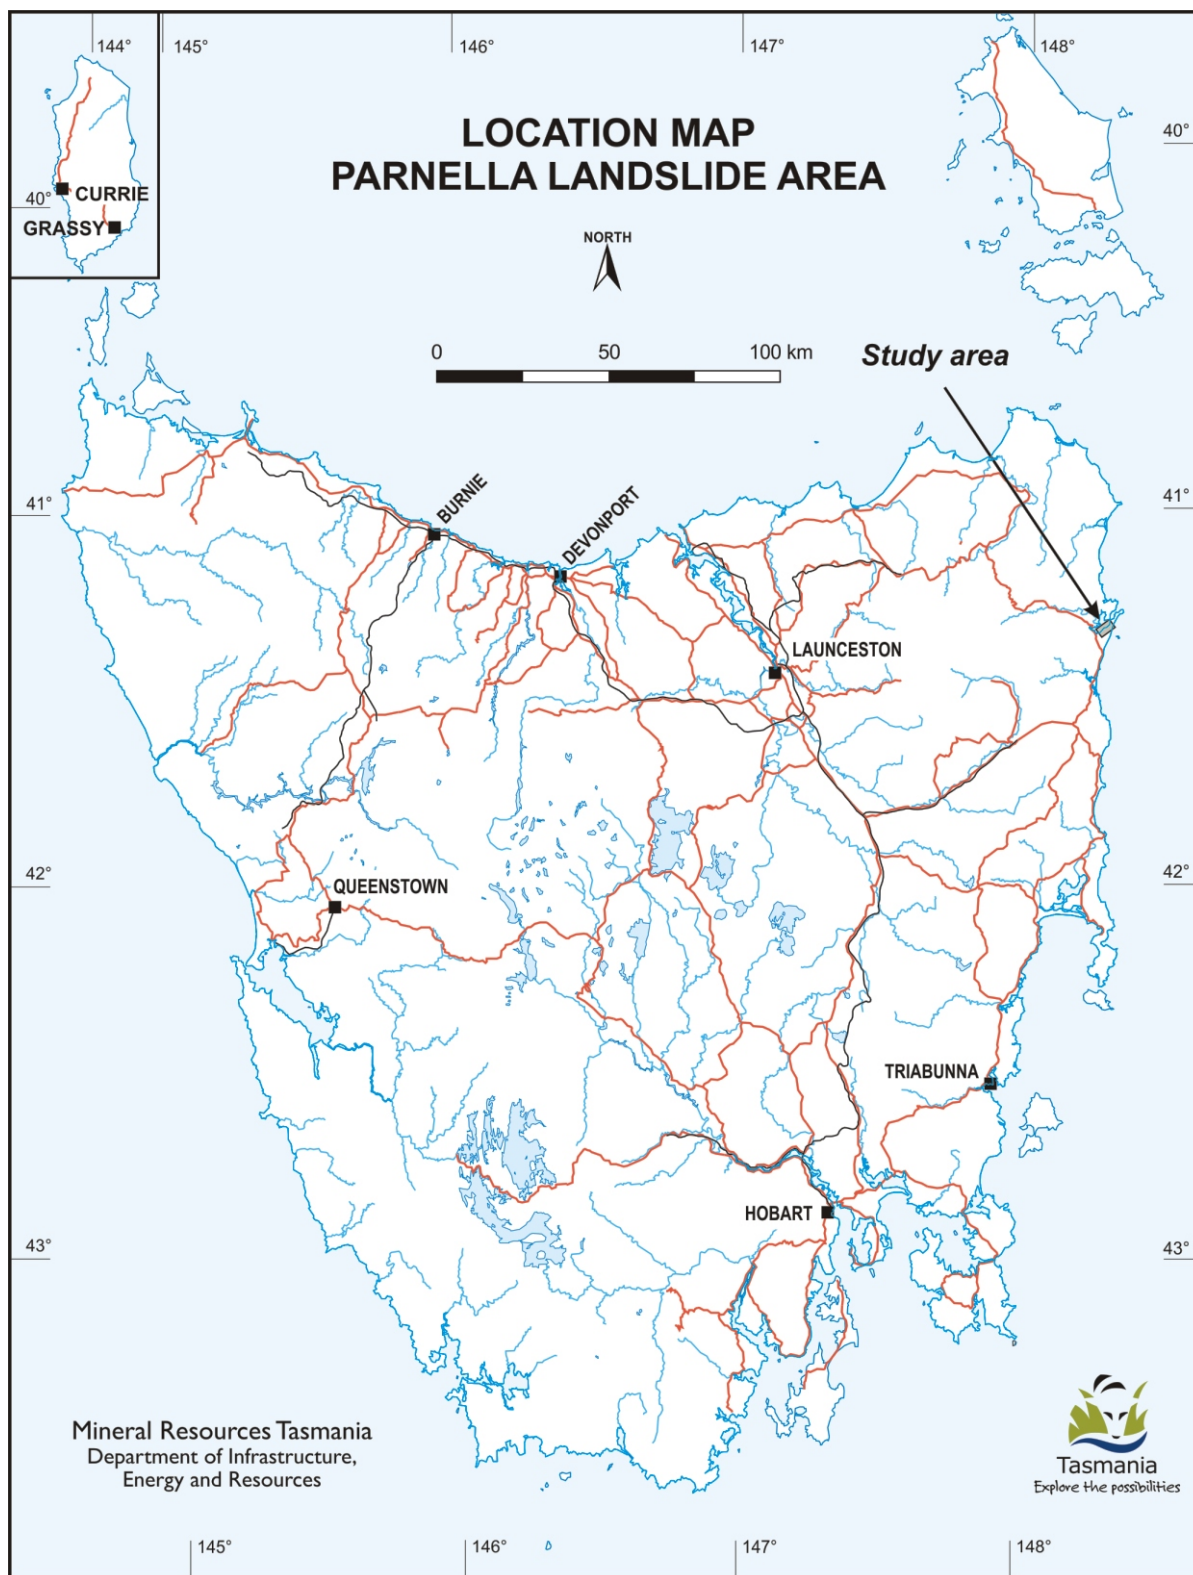 144°
145°
146°
147°
148°
LOCATION MAP
PARNELLA LANDSLIDE AREA
40°
CURRIE
40°
GRASSY
NORTH
0 50 100 km
Study area
41°
BURNIE
DEVONPORT
41°
LAUNCESTON
42°
QUEENSTOWN
42°
TRIABUNNA
HOBART
43°
43°
Mineral Resources Tasmania
Department of Infrastructure,
Energy and Resources
Tasmania
Explore the possibilities
145°
146°
147°
148°